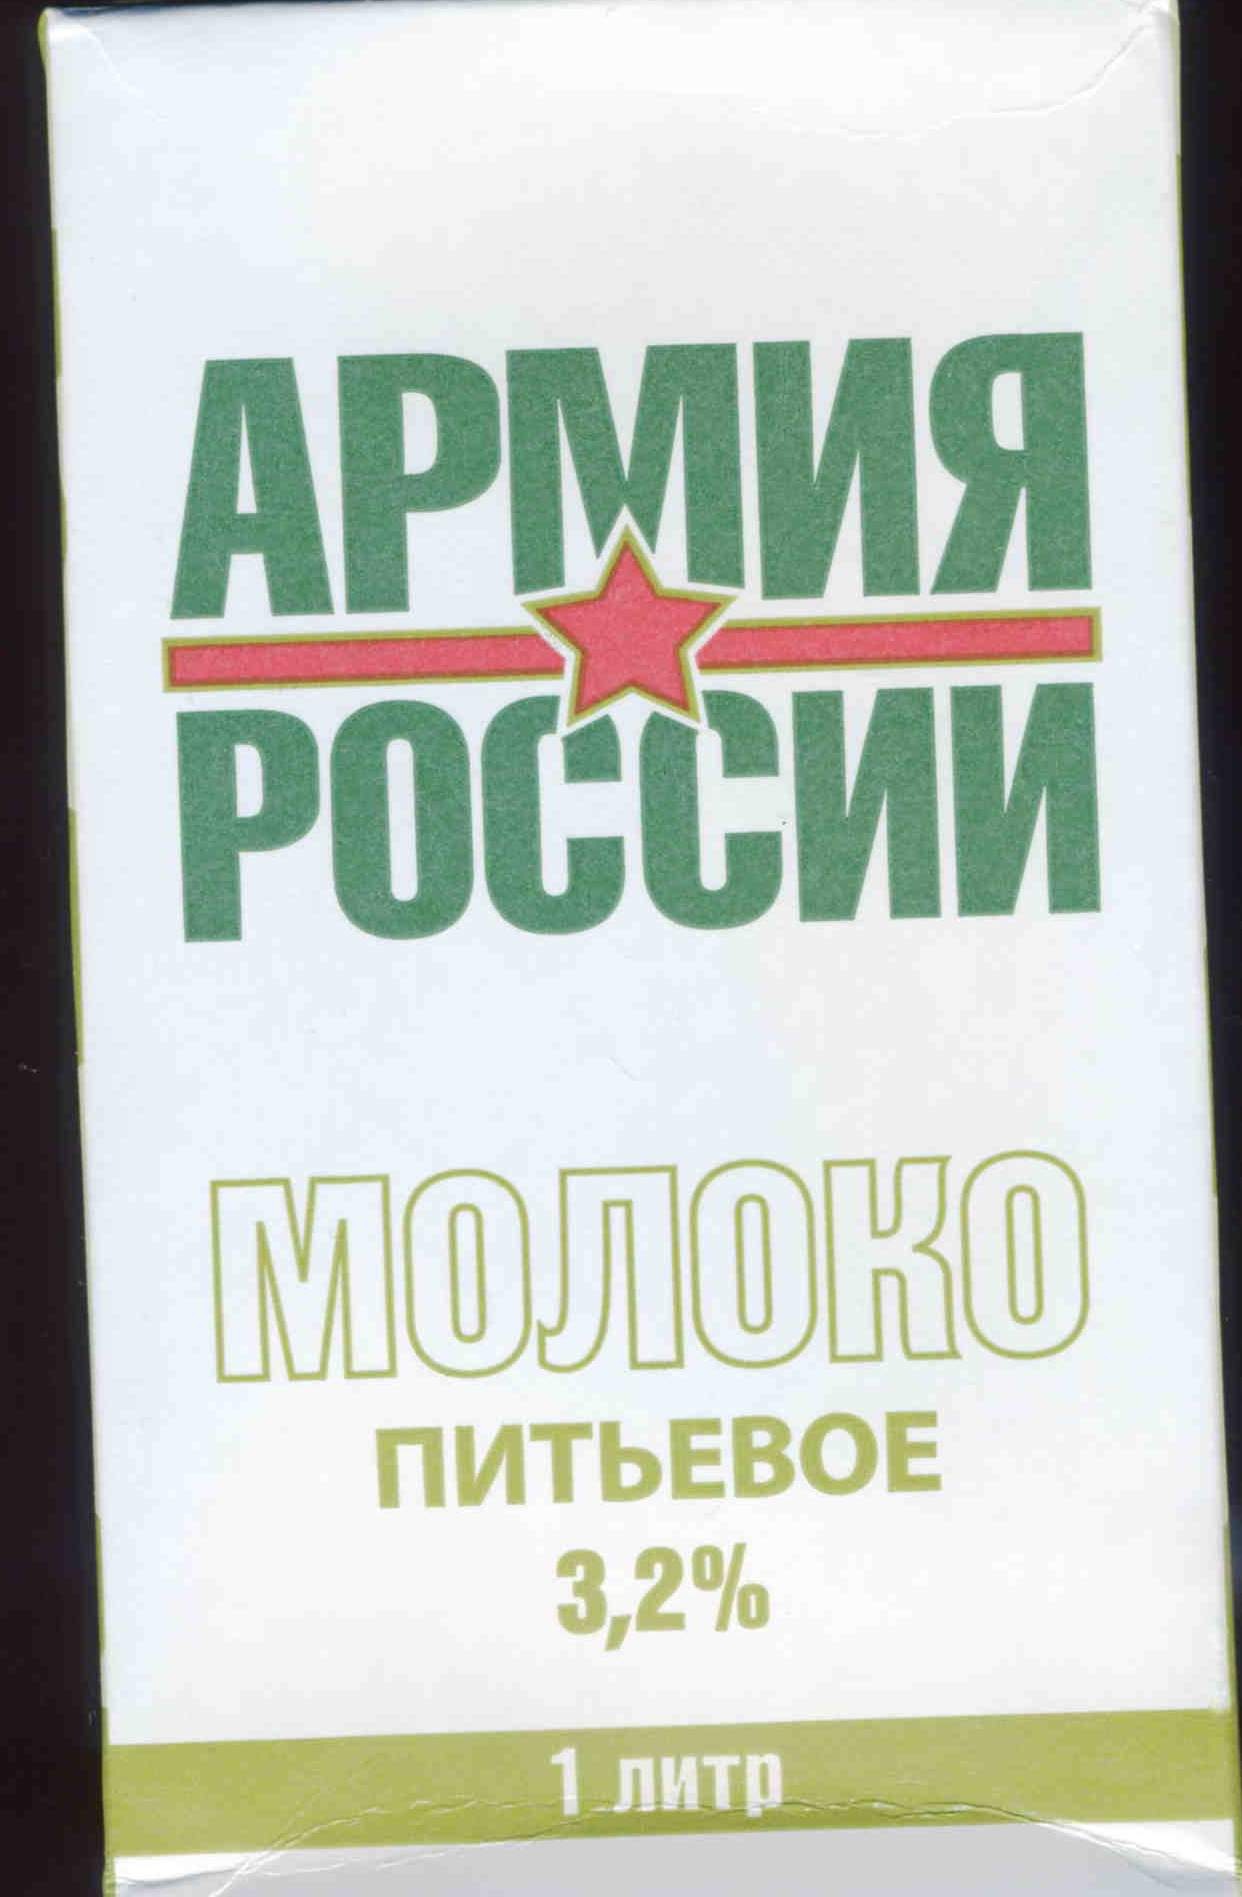 АРМИЯ
РОССИИ
МОЛОКО
ПИТЬЕВОЕ
3,2%
1 литр